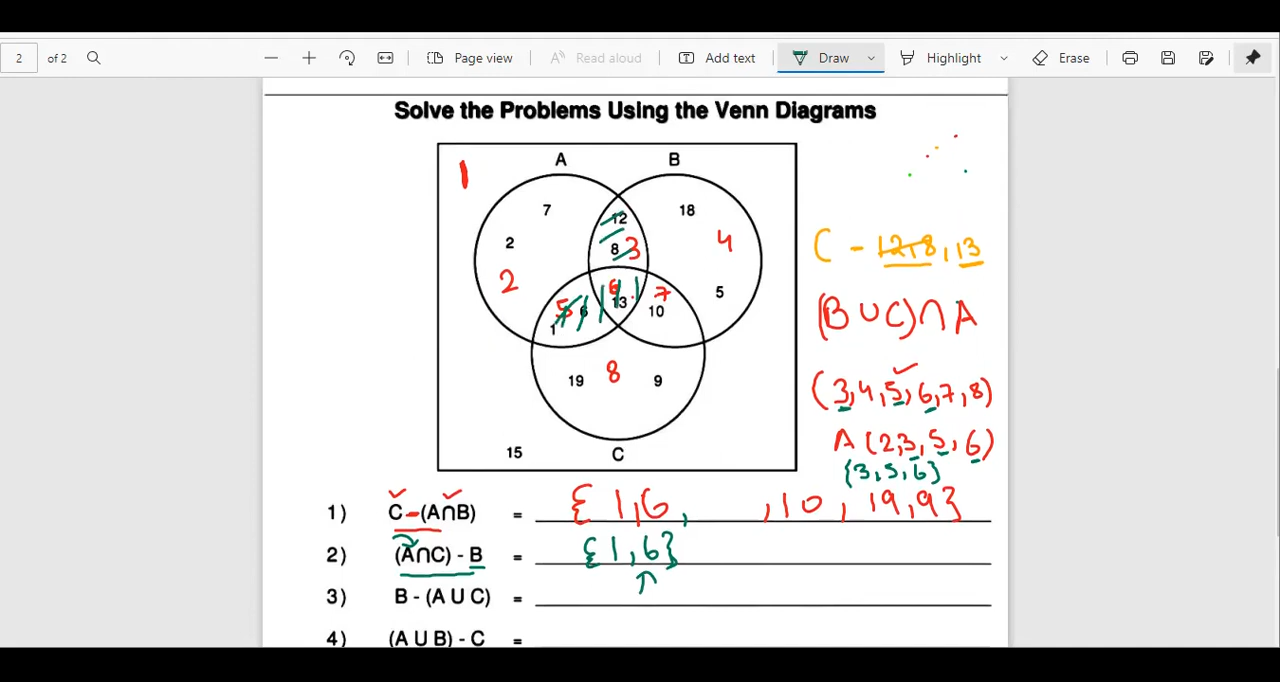 2 of 2 Page view Read aloud Add text Draw Highlight Erase
Solve the Problems Using the Venn Diagrams
A B
1
7 12 18
2 8 3 4
2 6 7 5
5 6 13 10
1
19 8 9
15 C
C - 12,8,13
(B ∪ C) ∩ A
(3,4,5,6,7,8)
A (2,3,5,6)
{3,5,6}
1) C - (A∩B) = { 1,6, ,10, 19,9}
2) (A∩C) - B = {1,6}
3) B - (A U C) =
4) (A U B) - C =